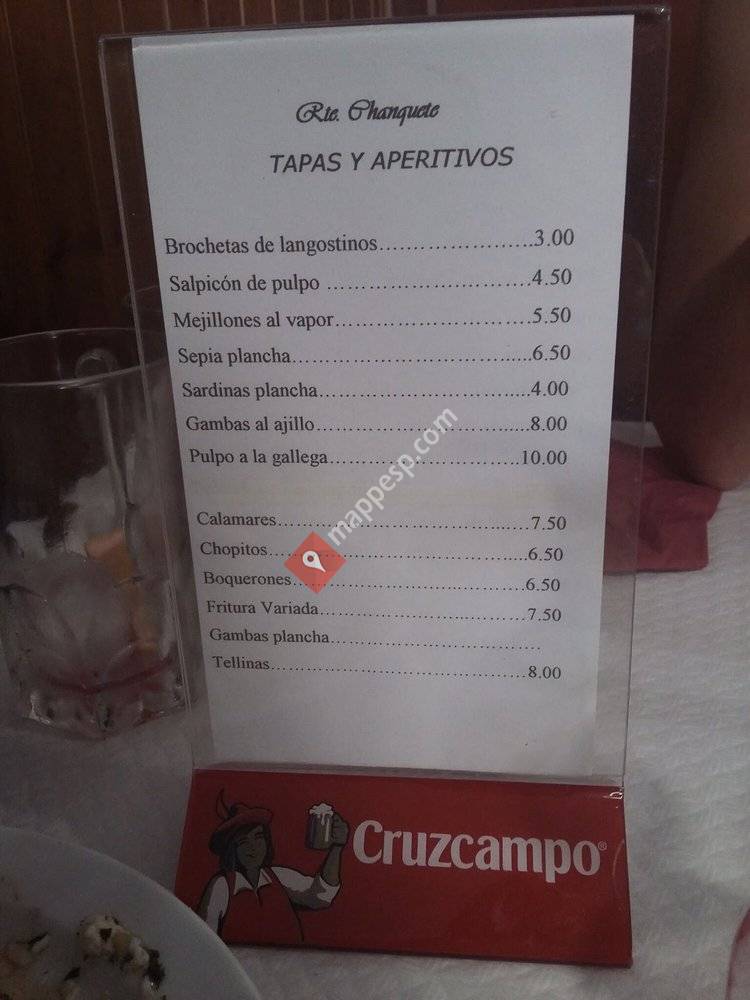 Rte. Chanquete
TAPAS Y APERITIVOS
Brochetas de langostinos.........................3.00
Salpicón de pulpo ..............................4.50
Mejillones al vapor..............................5.50
Sepia plancha....................................6.50
Sardinas plancha.................................4.00
Gambas al ajillo.................................8.00
Pulpo a la gallega..............................10.00
Calamares........................................7.50
Chopitos.........................................6.50
Boquerones.......................................6.50
Fritura Variada..................................7.50
Gambas plancha...................................
Tellinas.........................................8.00
mappesp.com
Cruzcampo®